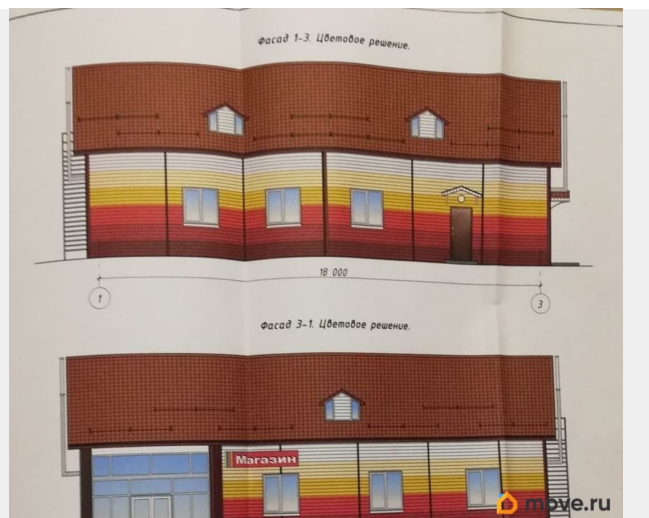 Фасад 1-3. Цветовое решение.
18 000
1
3
Фасад 3-1. Цветовое решение.
Магазин
move.ru